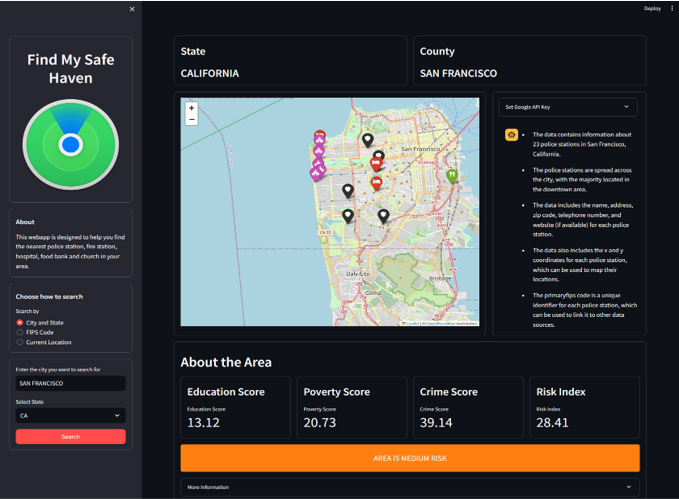 Deploy
Find My Safe
Haven
About
This webapp is designed to help you find
the nearest police station, fire station,
hospital, food bank and church in your
area.
Choose how to search
Search by
City and State
FIPS Code
Current Location
Enter the city you want to search for
SAN FRANCISCO
Select State
CA
Search
State
CALIFORNIA
County
SAN FRANCISCO
+
−
San Francisco
CA 35
Daly City
Colma
Brisbane
Leaflet | © OpenStreetMap contributors
Set Google API Key
The data contains information about
23 police stations in San Francisco,
California.
The police stations are spread across
the city, with the majority located in
the downtown area.
The data includes the name, address,
zip code, telephone number, and
website (if available) for each police
station.
The data also includes the x and y
coordinates for each police station,
which can be used to map their
locations.
The primaryfips code is a unique
identifier for each police station, which
can be used to link it to other data
sources.
About the Area
Education Score
Education Score
13.12
Poverty Score
Poverty Score
20.73
Crime Score
Crime Score
39.14
Risk Index
Risk Index
28.41
AREA IS MEDIUM RISK
More Information